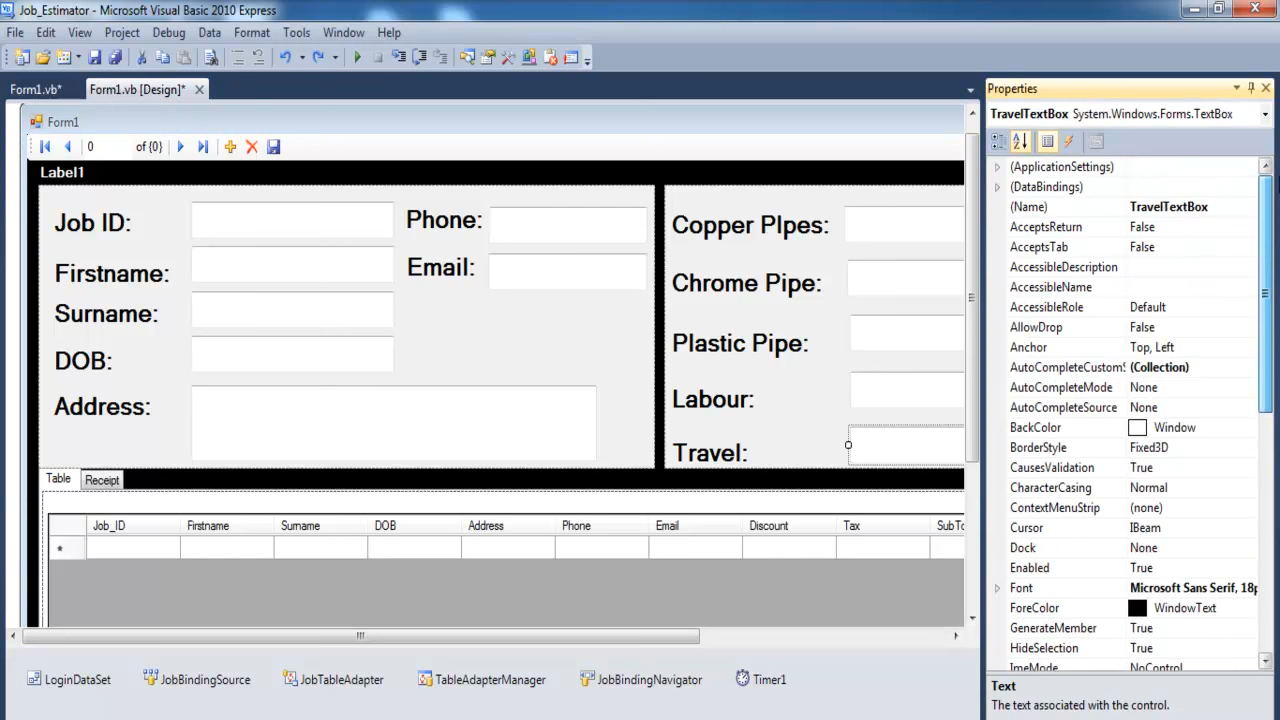 Job_Estimator - Microsoft Visual Basic 2010 Express
File Edit View Project Debug Data Format Tools Window Help
Form1.vb* Form1.vb [Design]*
Form1
0 of {0}
Label1
Job ID: Phone:
Firstname: Email:
Surname:
DOB:
Address:
Copper PIpes:
Chrome Pipe:
Plastic Pipe:
Labour:
Travel:
Table Receipt
Job_ID Firstname Surname DOB Address Phone Email Discount Tax SubTo
*
LoginDataSet JobBindingSource JobTableAdapter TableAdapterManager JobBindingNavigator Timer1
Properties
TravelTextBox System.Windows.Forms.TextBox
(ApplicationSettings)
(DataBindings)
(Name) TravelTextBox
AcceptsReturn False
AcceptsTab False
AccessibleDescription
AccessibleName
AccessibleRole Default
AllowDrop False
Anchor Top, Left
AutoCompleteCustomS (Collection)
AutoCompleteMode None
AutoCompleteSource None
BackColor Window
BorderStyle Fixed3D
CausesValidation True
CharacterCasing Normal
ContextMenuStrip (none)
Cursor IBeam
Dock None
Enabled True
Font Microsoft Sans Serif, 18p
ForeColor WindowText
GenerateMember True
HideSelection True
ImeMode NoControl
Text
The text associated with the control.